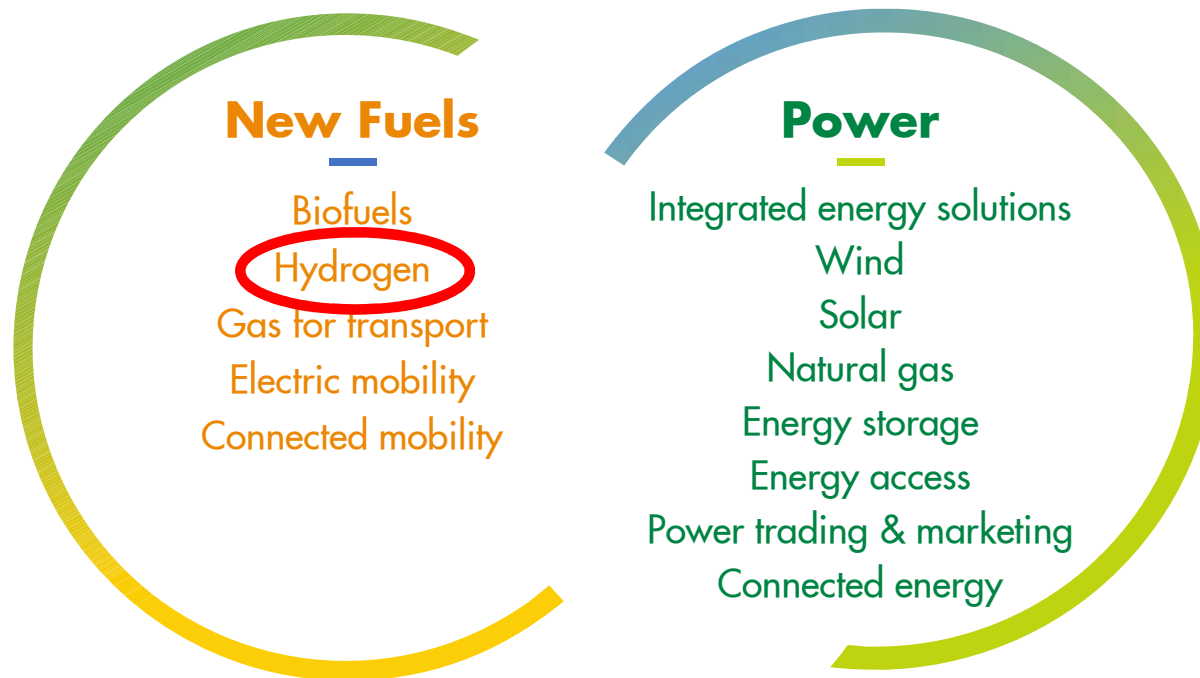 New Fuels
Biofuels
Hydrogen
Gas for transport
Electric mobility
Connected mobility
Power
Integrated energy solutions
Wind
Solar
Natural gas
Energy storage
Energy access
Power trading & marketing
Connected energy